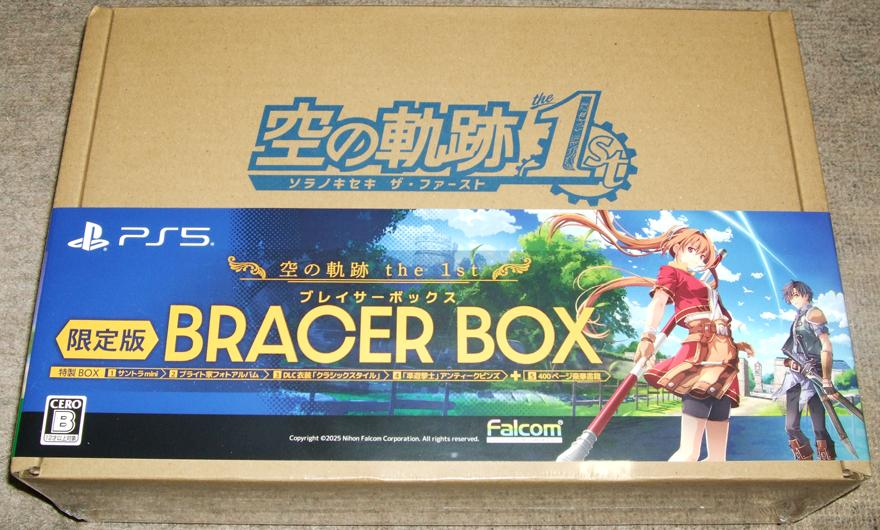 空の軌跡 the 1st
ソラノキセキ ザ・ファースト
PS5
空の軌跡 the 1st
ブレイサーボックス
限定版 BRACER BOX
特製BOX 1 サントラmini 2 ブライト家フォトアルバム 3 DLC衣装「クラシックスタイル」 4 「準遊撃士」アンティークピンズ + 5 400ページ豪華書籍
CERO
B
12才以上対象
Copyright ©2025 Nihon Falcom Corporation. All rights reserved.
Falcom